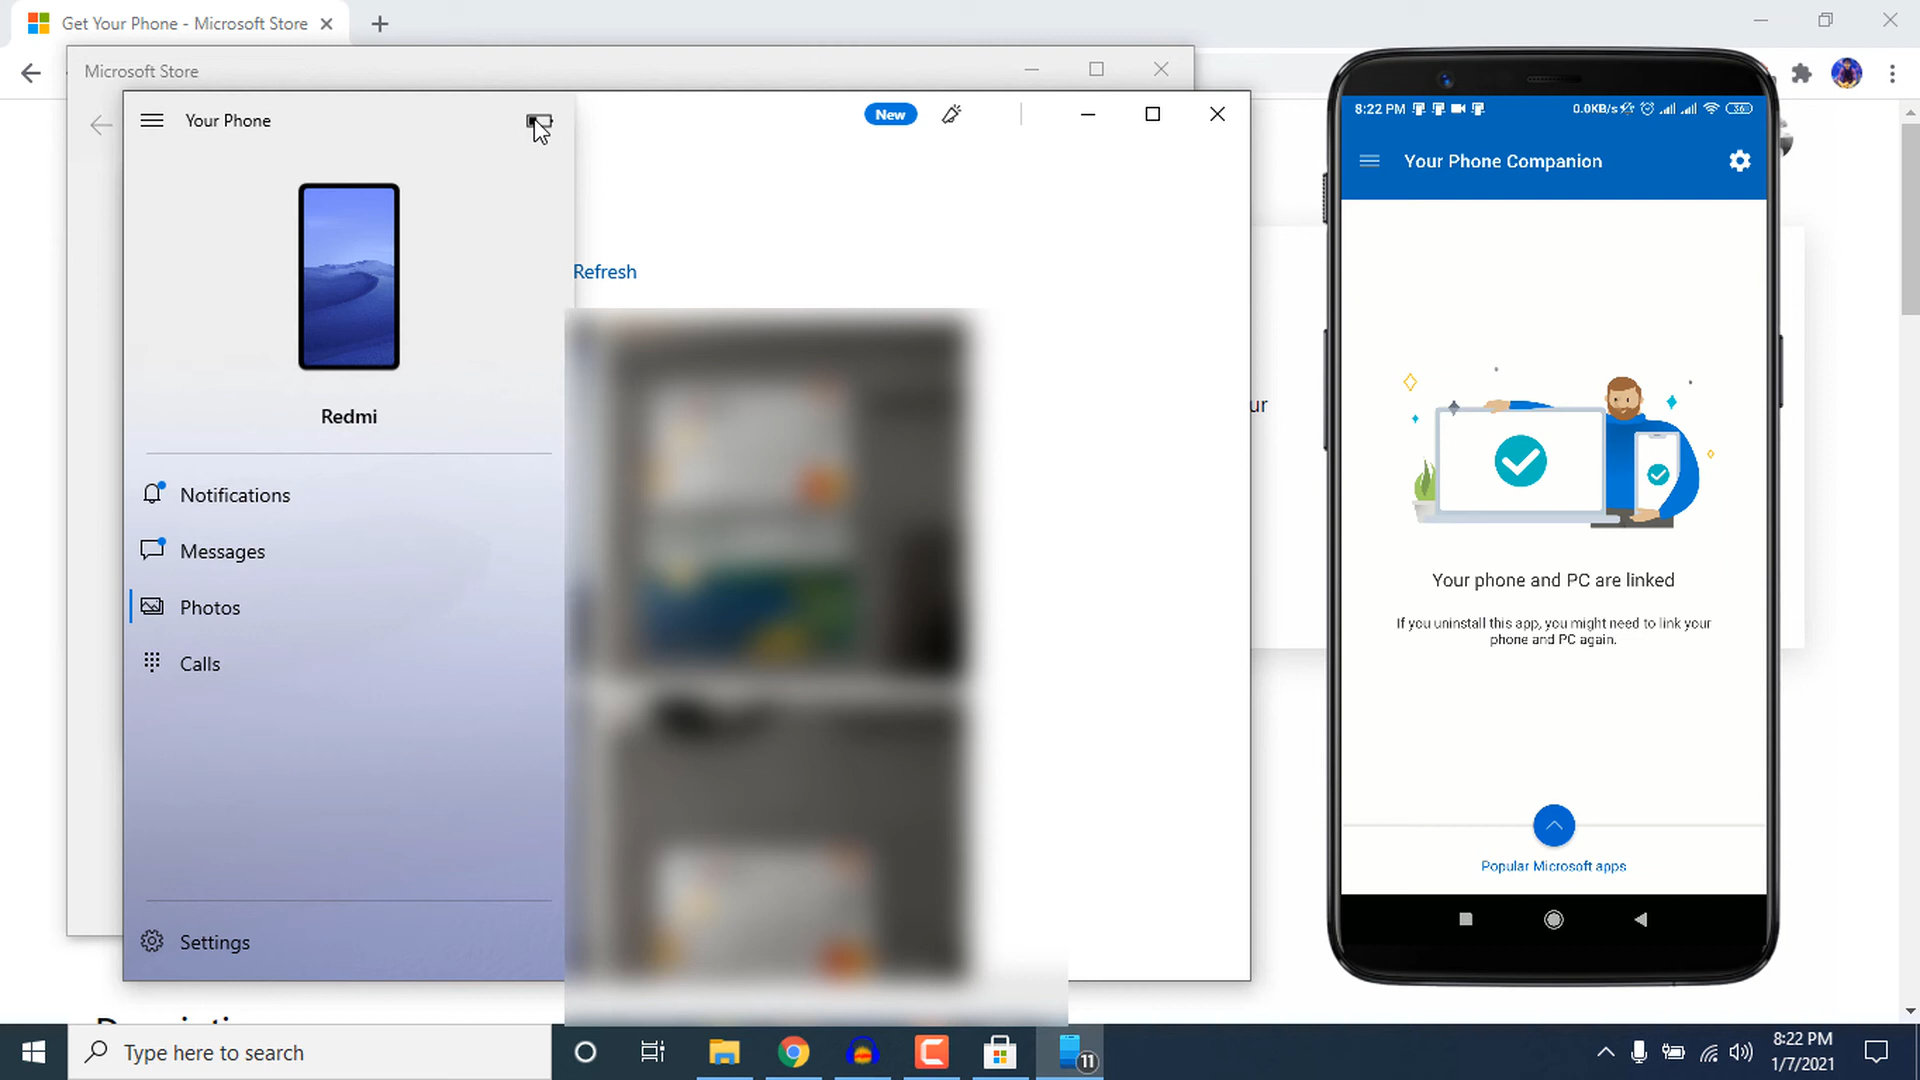 Get Your Phone - Microsoft Store
Microsoft Store
Your Phone
New
Refresh
Redmi
Notifications
Messages
Photos
Calls
Settings
ur
8:22 PM
0.0KB/s
36
Your Phone Companion
Your phone and PC are linked
If you uninstall this app, you might need to link your
phone and PC again.
Popular Microsoft apps
Type here to search
11
8:22 PM
1/7/2021